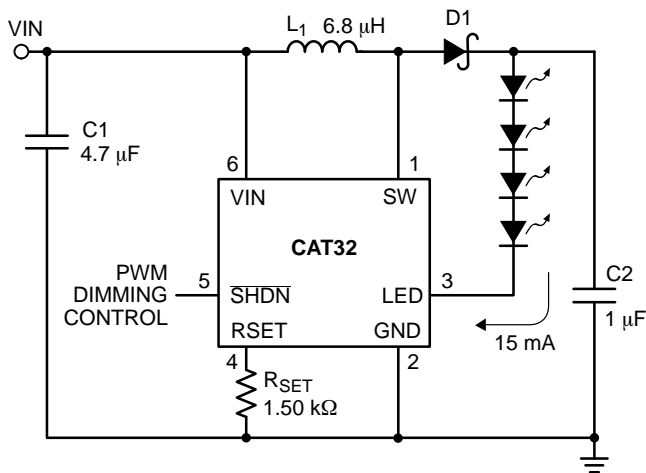 VIN
L1 6.8 μH
D1
C1
4.7 μF
6
1
VIN
SW
CAT32
PWM
DIMMING
CONTROL
5
SHDN
LED
3
C2
1 μF
RSET
GND
15 mA
4
2
RSET
1.50 kΩ